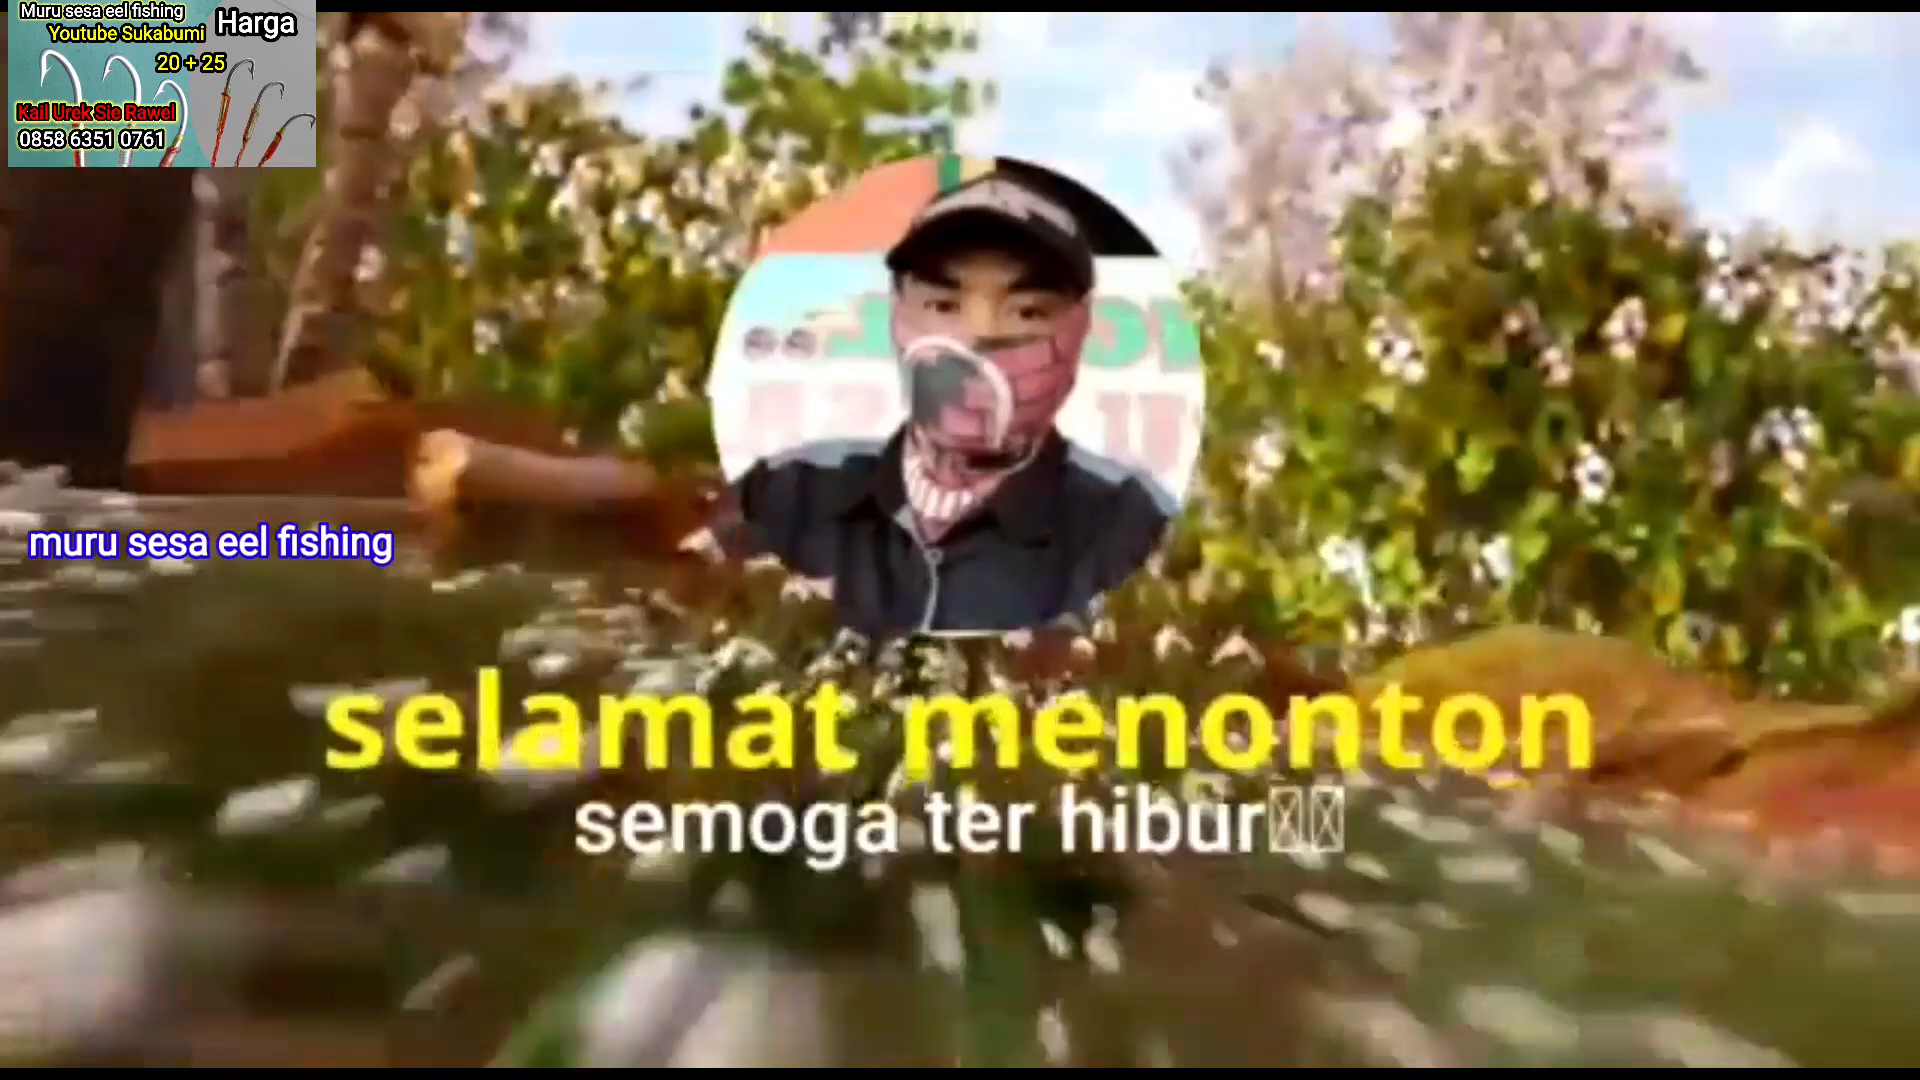 Muru sesa eel fishing
Youtube Sukabumi
Harga
20 + 25
Kail Urek Sie Rawel
0858 6351 0761
muru sesa eel fishing
selamat menonton
semoga ter hibur